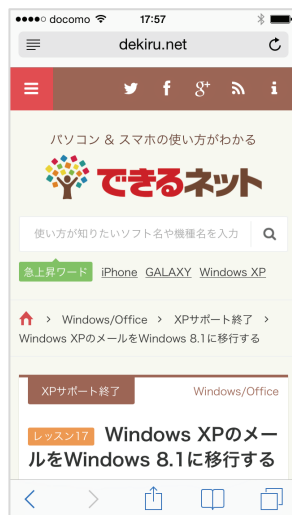 docomo 17:57
dekiru.net
f g+ i
パソコン & スマホの使い方がわかる
できるネット
使い方が知りたいソフト名や機種名を入力
急上昇ワード iPhone GALAXY Windows XP
> Windows/Office > XPサポート終了 >
Windows XPのメールをWindows 8.1に移行する
XPサポート終了 Windows/Office
レッスン17 Windows XPのメー
ルをWindows 8.1に移行する